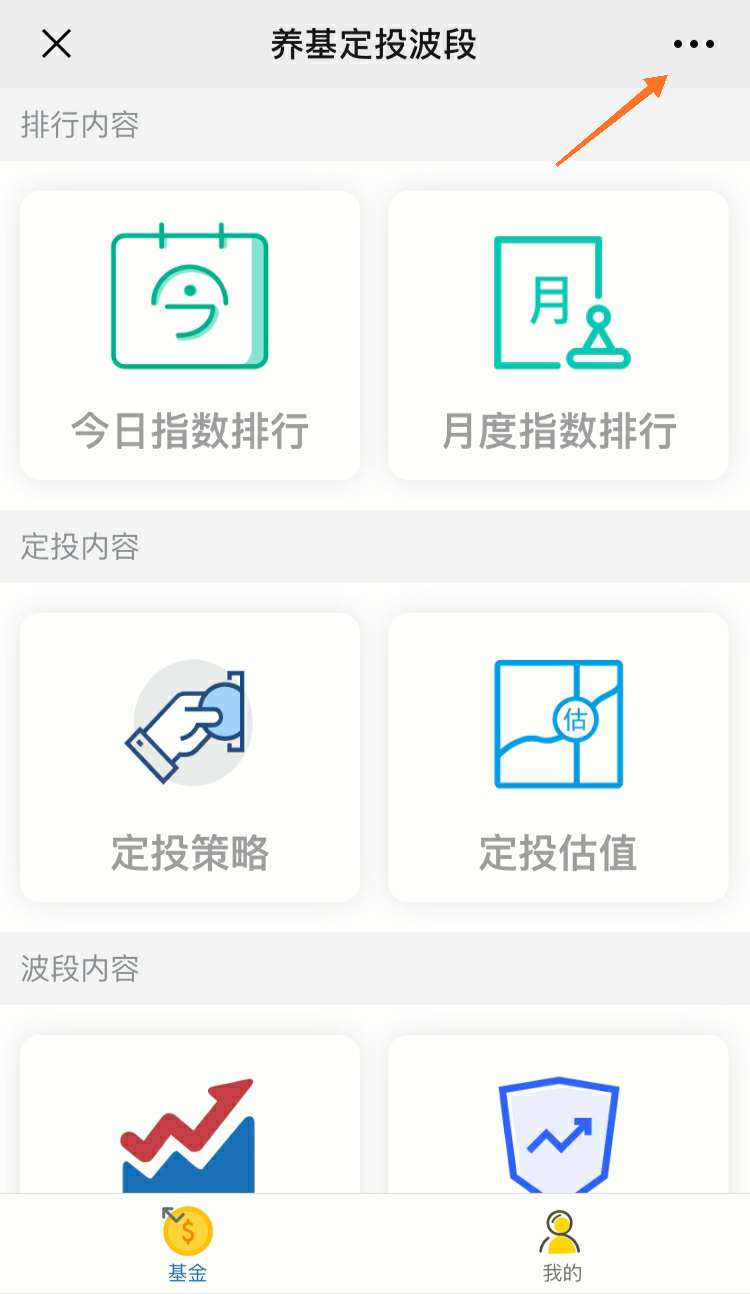 养基定投波段
排行内容
今
月
今日指数排行
月度指数排行
定投内容
估
定投策略
定投估值
波段内容
$
基金
我的